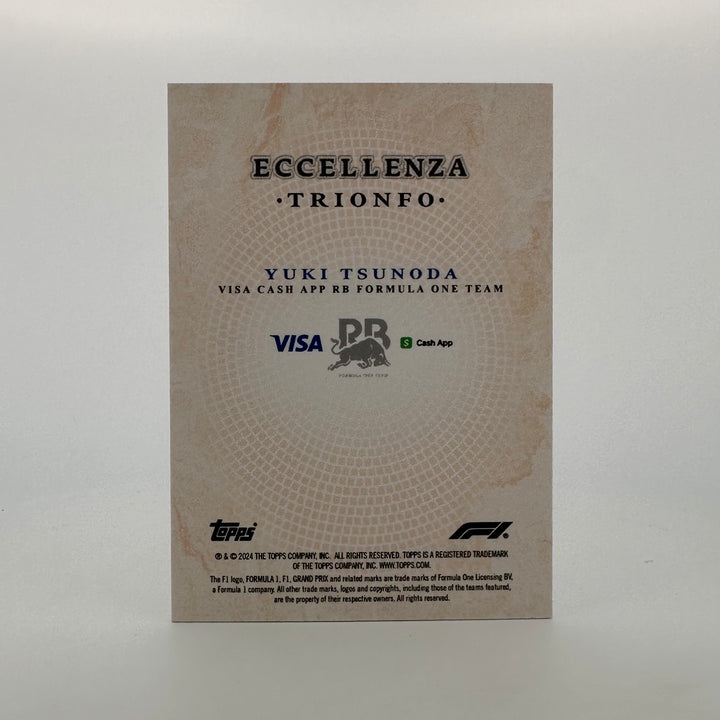 ECCELLENZA
•TRIONFO•
YUKI TSUNODA
VISA CASH APP RB FORMULA ONE TEAM
VISA RB $ Cash App
FORMULA ONE TEAM
Topps F1
® & © 2024 THE TOPPS COMPANY, INC. ALL RIGHTS RESERVED. TOPPS IS A REGISTERED TRADEMARK
OF THE TOPPS COMPANY, INC. WWW.TOPPS.COM.
The F1 logo, FORMULA 1, F1, GRAND PRIX and related marks are trade marks of Formula One Licensing BV,
a Formula 1 company. All other trade marks, logos and copyrights, including those of the teams featured,
are the property of their respective owners. All rights reserved.